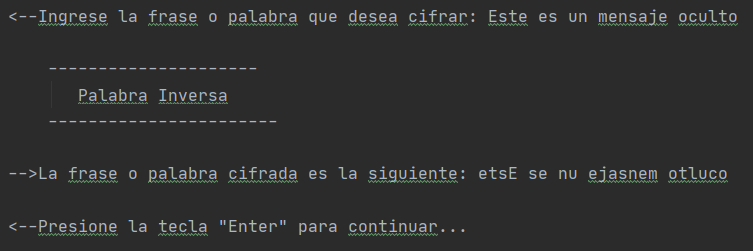 <--Ingrese la frase o palabra que desea cifrar: Este es un mensaje oculto
---------------------
Palabra Inversa
-----------------------
-->La frase o palabra cifrada es la siguiente: etsE se nu ejasnem otluco
<--Presione la tecla "Enter" para continuar...